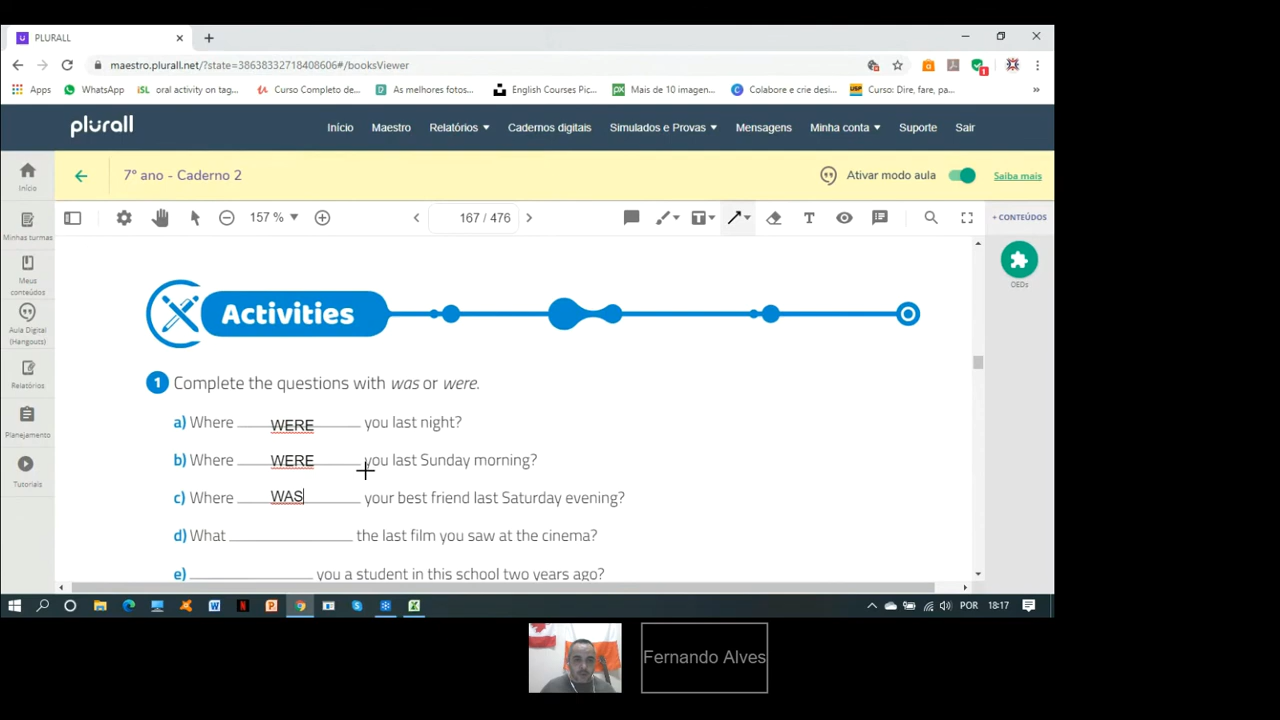 PLURALL
maestro.plurall.net/?state=38638332718408606#/booksViewer
Apps WhatsApp iSL oral activity on tag... Curso Completo de... As melhores fotos... English Courses Pic... Mais de 10 imagen... Colabore e crie desi... USP Curso: Dire, fare, pa... »
plurall Início Maestro Relatórios Cadernos digitais Simulados e Provas Mensagens Minha conta Suporte Sair
7º ano - Caderno 2 Ativar modo aula Saiba mais
157 % 167 / 476 T T + CONTEÚDOS
Início
Minhas turmas
Meus conteúdos
Aula Digital (Hangouts)
Relatórios
Planejamento
Tutoriais
OEDs
Activities
1 Complete the questions with was or were.
a) Where WERE you last night?
b) Where WERE you last Sunday morning?
c) Where WAS your best friend last Saturday evening?
d) What ____ the last film you saw at the cinema?
e) ____ you a student in this school two years ago?
POR 18:17
Fernando Alves